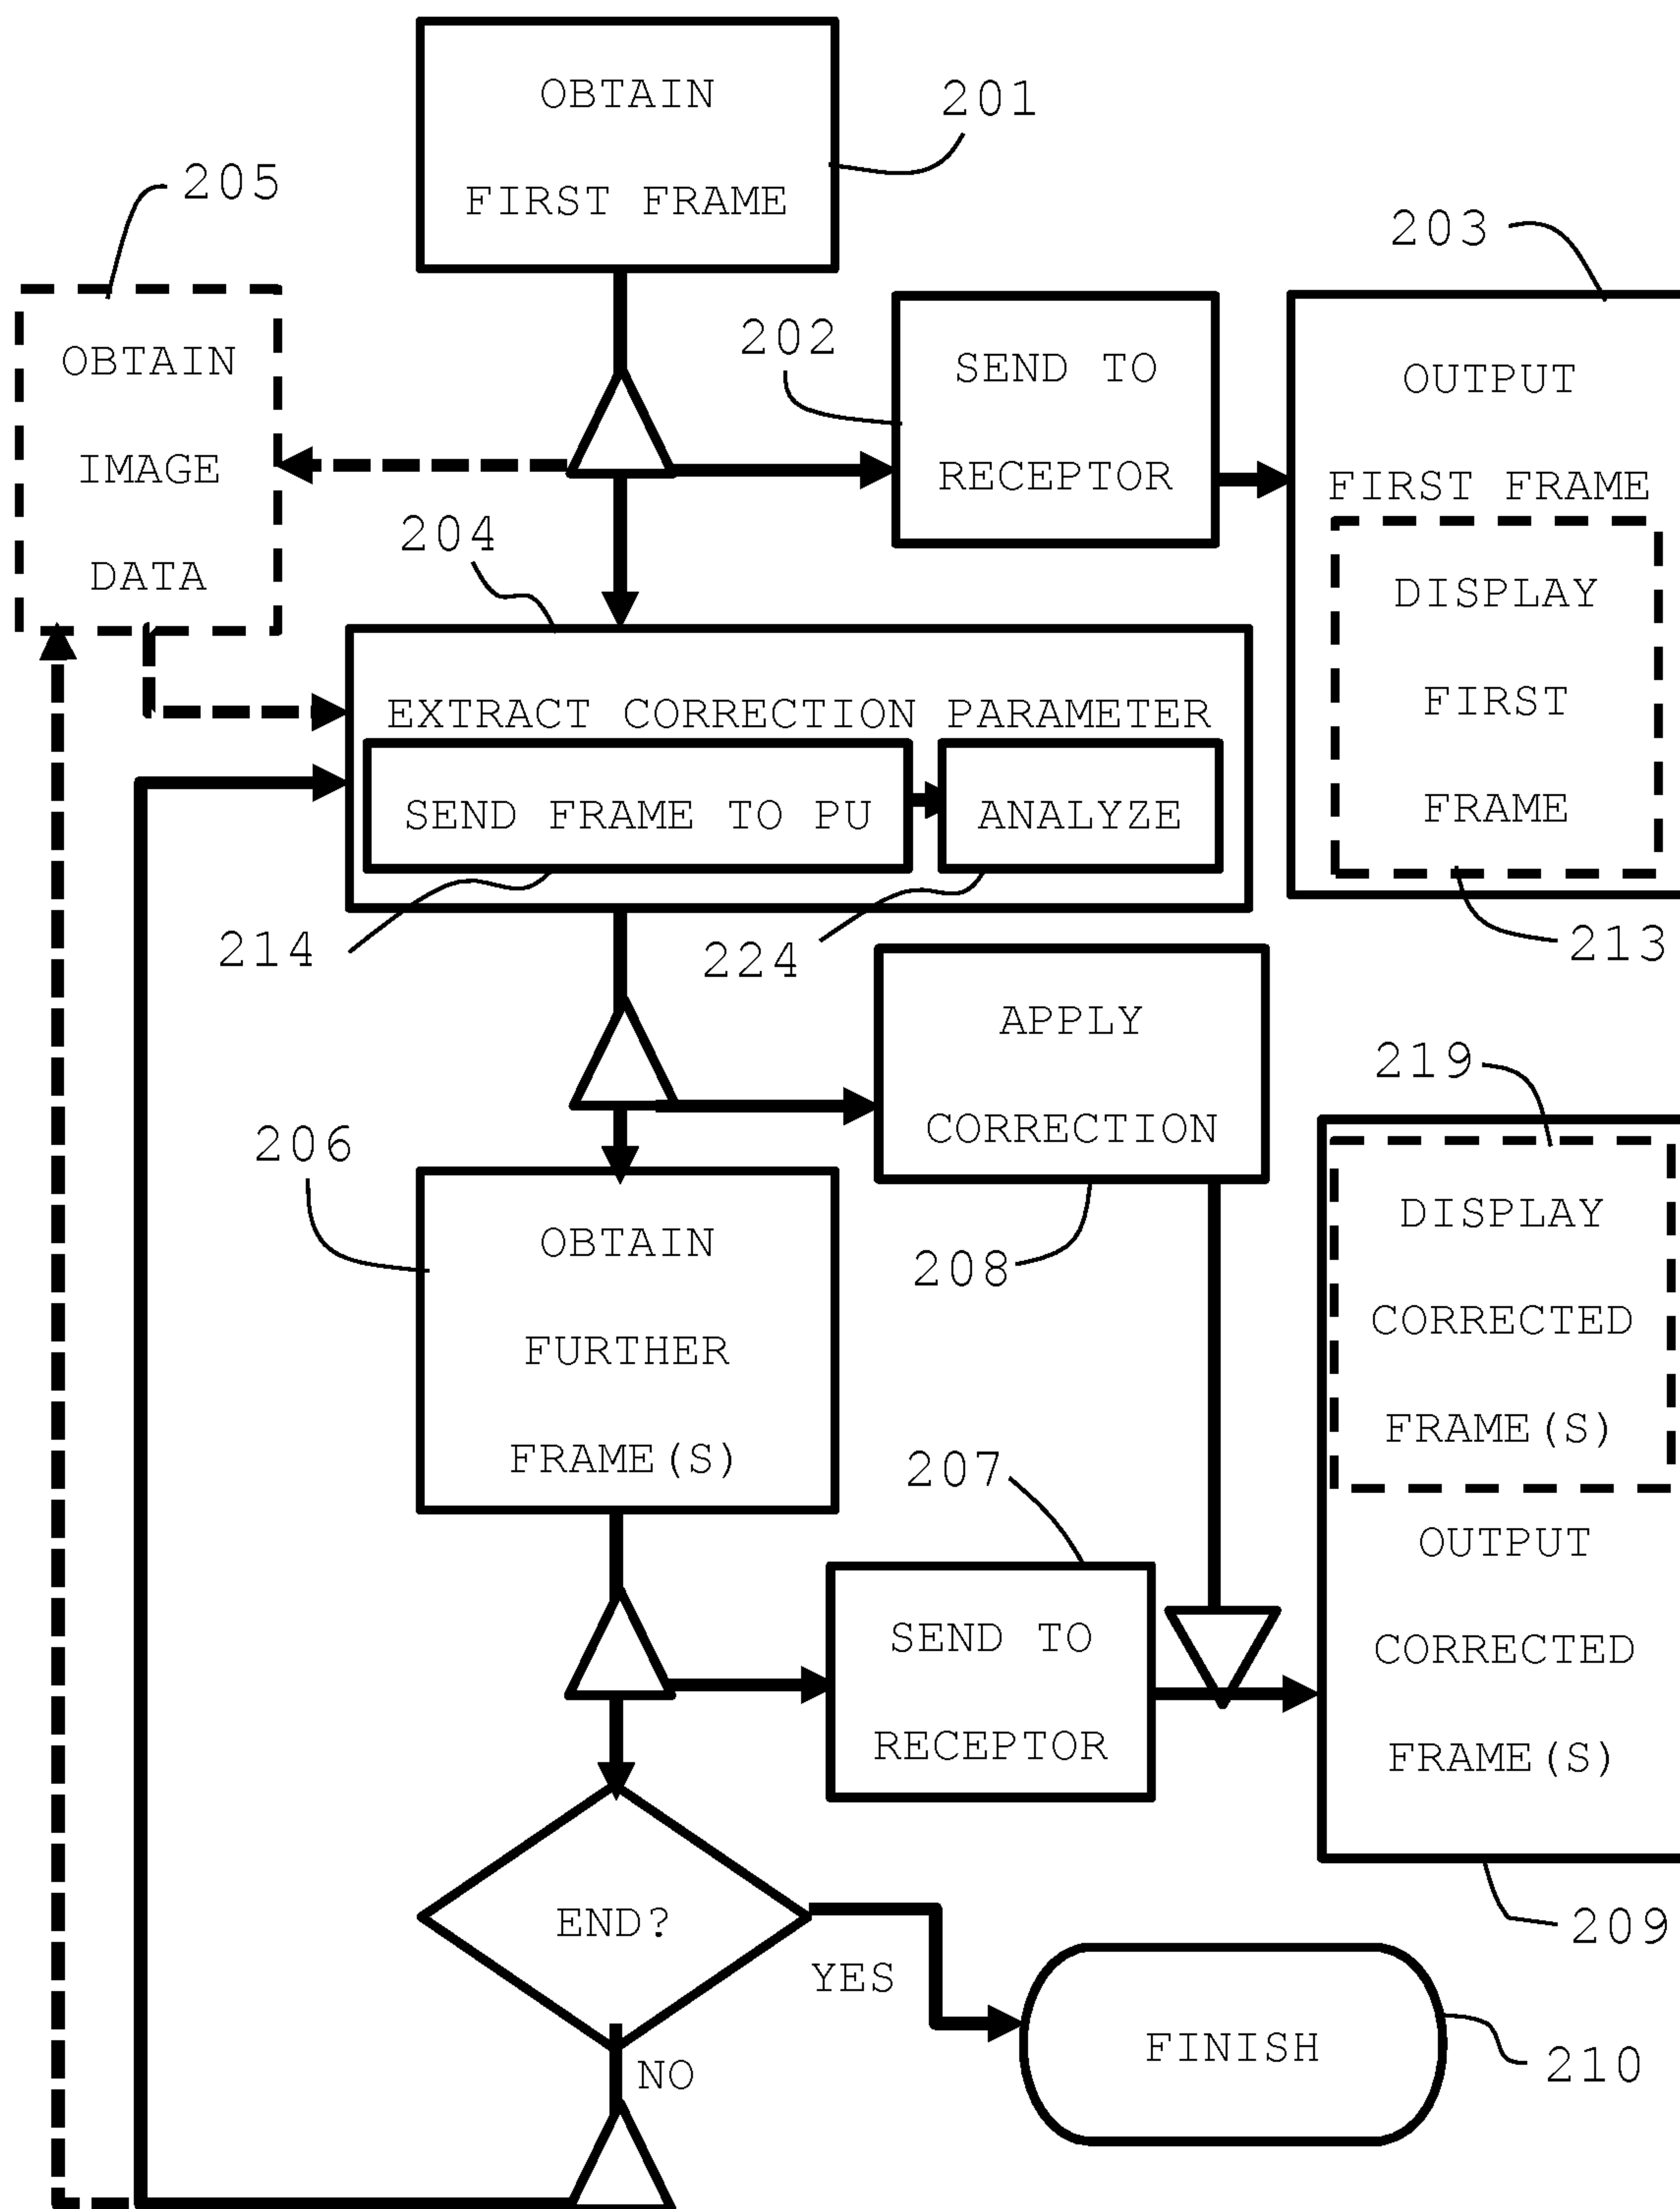 OBTAIN
FIRST FRAME
201
205
203
OBTAIN
IMAGE
DATA
202
SEND TO
RECEPTOR
OUTPUT
FIRST FRAME
DISPLAY
FIRST
FRAME
213
204
EXTRACT CORRECTION PARAMETER
SEND FRAME TO PU
ANALYZE
214
224
APPLY
CORRECTION
208
219
206
OBTAIN
FURTHER
FRAME(S)
DISPLAY
CORRECTED
FRAME(S)
OUTPUT
CORRECTED
FRAME(S)
209
207
SEND TO
RECEPTOR
END?
YES
NO
FINISH
210